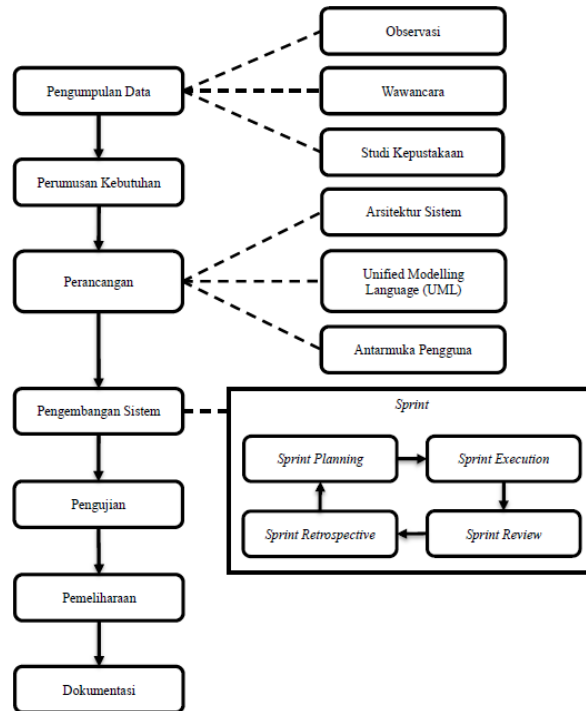 Observasi
Pengumpulan Data
Wawancara
Studi Kepustakaan
Perumusan Kebutuhan
Arsitektur Sistem
Perancangan
Unified Modelling
Language (UML)
Antarmuka Pengguna
Pengembangan Sistem
Sprint
Sprint Planning
Sprint Execution
Pengujian
Sprint Retrospective
Sprint Review
Pemeliharaan
Dokumentasi